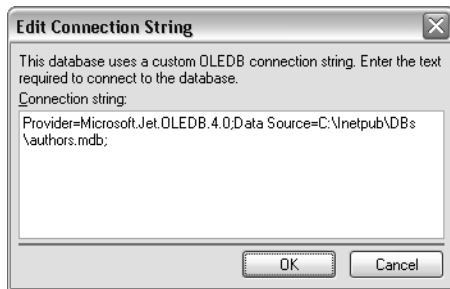 Edit Connection String
This database uses a custom OLEDB connection string. Enter the text
required to connect to the database.
Connection string:
Provider=Microsoft.Jet.OLEDB.4.0;Data Source=C:\Inetpub\DBs
\authors.mdb;
OK Cancel